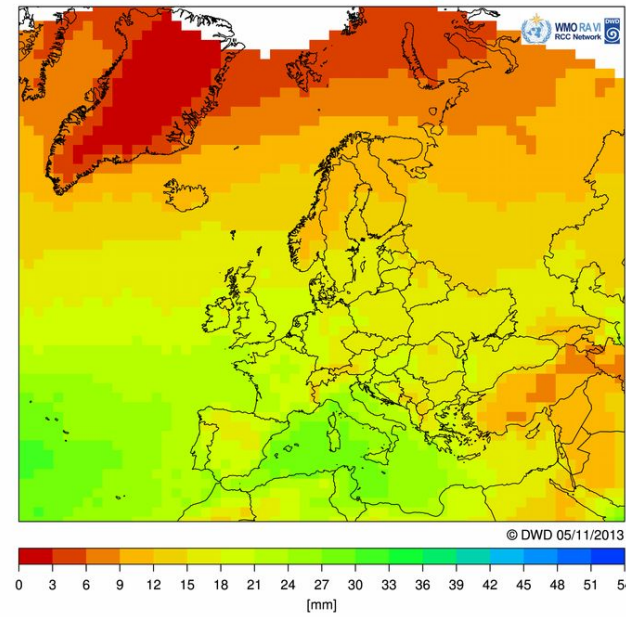 WMO RA VI
RCC Network
DWD
© DWD 05/11/2013
0 3 6 9 12 15 18 21 24 27 30 33 36 39 42 45 48 51
[mm]